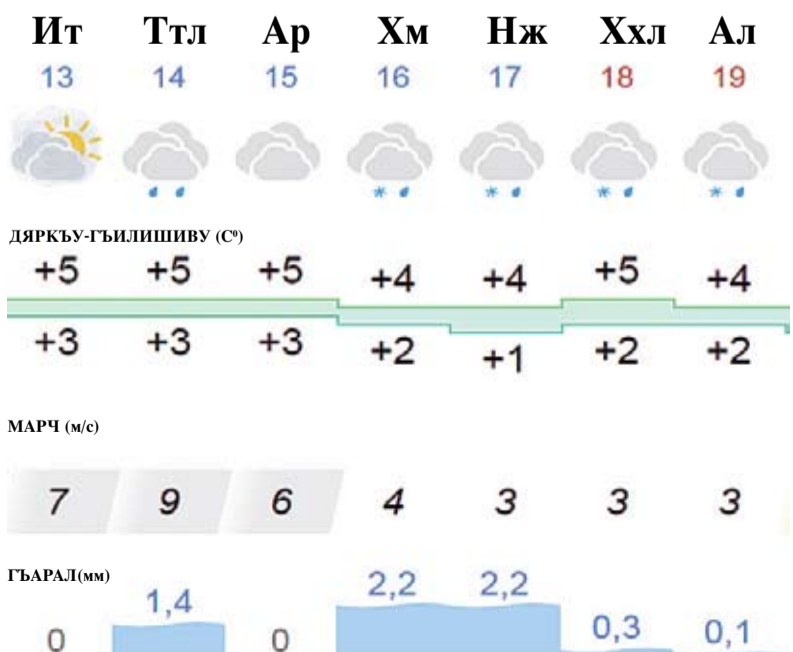 Ит Ттл Ар Хм Нж Ххл Ал
13 14 15 16 17 18 19
ДЯРКЪУ-ГЪИЛИШИВУ (С⁰)
+5 +5 +5 +4 +4 +5 +4
+3 +3 +3 +2 +1 +2 +2
МАРЧ (м/с)
7 9 6 4 3 3 3
ГЪАРАЛ(мм)
0 1,4 0 2,2 2,2 0,3 0,1